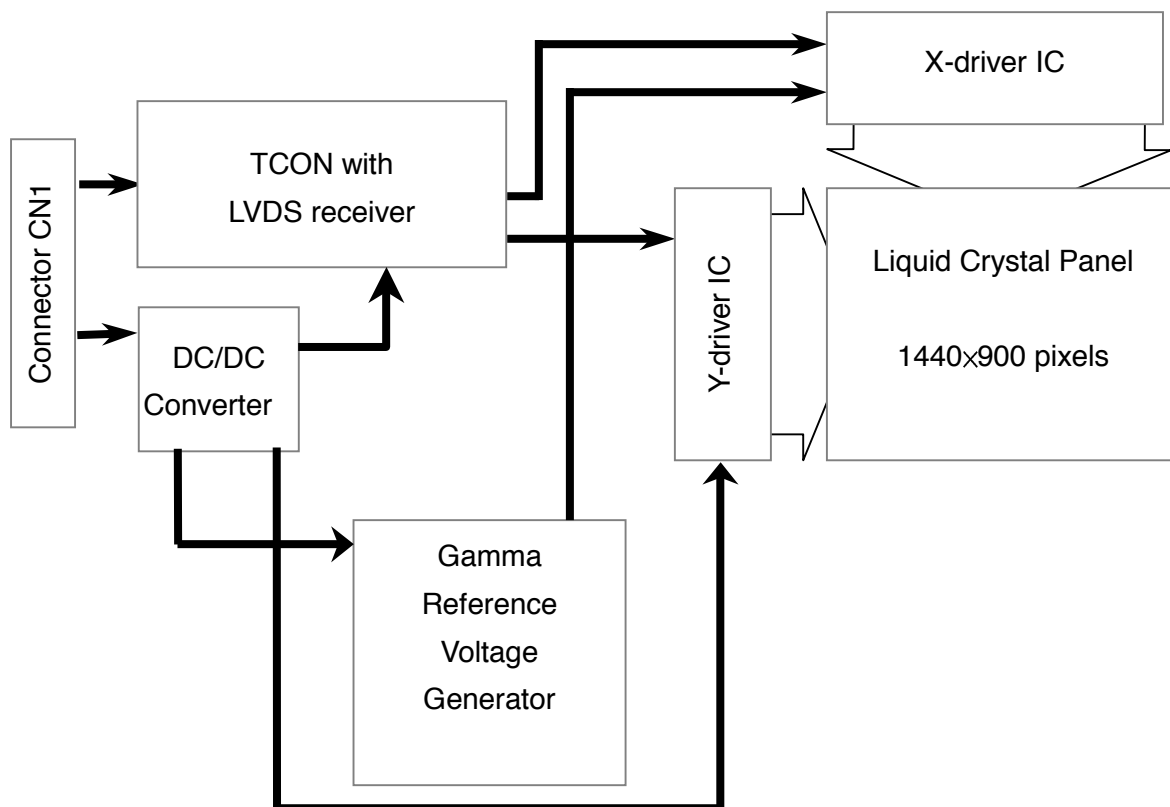 X-driver IC
TCON with
LVDS receiver
Connector CN1
Y-driver IC
Liquid Crystal Panel
1440×900 pixels
DC/DC
Converter
Gamma
Reference
Voltage
Generator